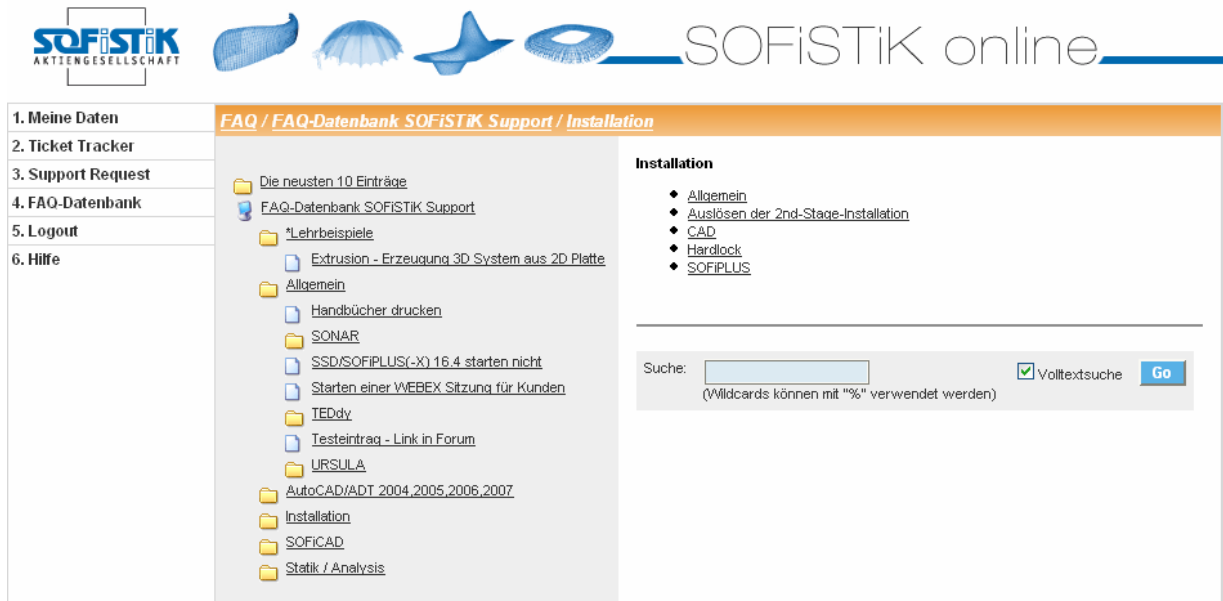 SOFiSTiK
AKTIENGESELLSCHAFT
SOFiSTiK online
1. Meine Daten
2. Ticket Tracker
3. Support Request
4. FAQ-Datenbank
5. Logout
6. Hilfe
FAQ / FAQ-Datenbank SOFiSTiK Support / Installation
Die neusten 10 Einträge
FAQ-Datenbank SOFiSTiK Support
*Lehrbeispiele
Extrusion - Erzeugung 3D System aus 2D Platte
Allgemein
Handbücher drucken
SONAR
SSD/SOFiPLUS(-X) 16.4 starten nicht
Starten einer WEBEX Sitzung für Kunden
TEDdy
Testeintrag - Link in Forum
URSULA
AutoCAD/ADT 2004,2005,2006,2007
Installation
SOFiCAD
Statik / Analysis
Installation
Allgemein
Auslösen der 2nd-Stage-Installation
CAD
Hardlock
SOFiPLUS
Suche:
Volltextsuche
Go
(Wildcards können mit "%" verwendet werden)